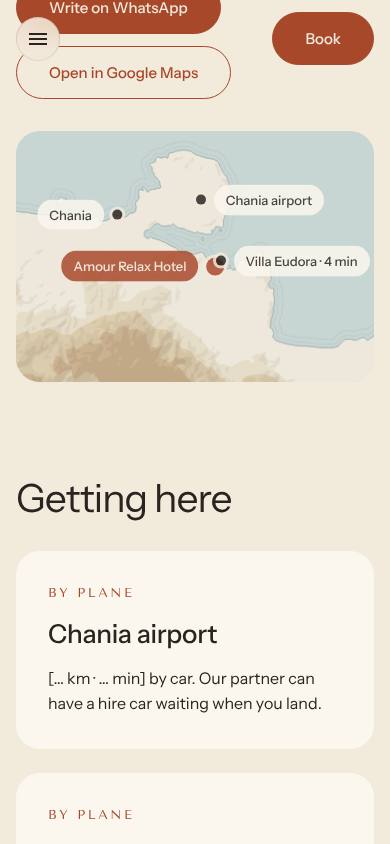 Write on WhatsApp
Book
Open in Google Maps
Chania airport
Chania
Villa Eudora · 4 min
Amour Relax Hotel
Getting here
BY PLANE
Chania airport
[… km · … min] by car. Our partner can
have a hire car waiting when you land.
BY PLANE